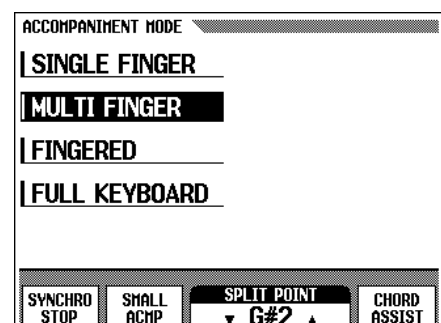 ACCOMPANIMENT MODE
SINGLE FINGER
MULTI FINGER
FINGERED
FULL KEYBOARD
SYNCHRO STOP
SMALL ACMP
SPLIT POINT
▼ G#2 ▲
CHORD ASSIST